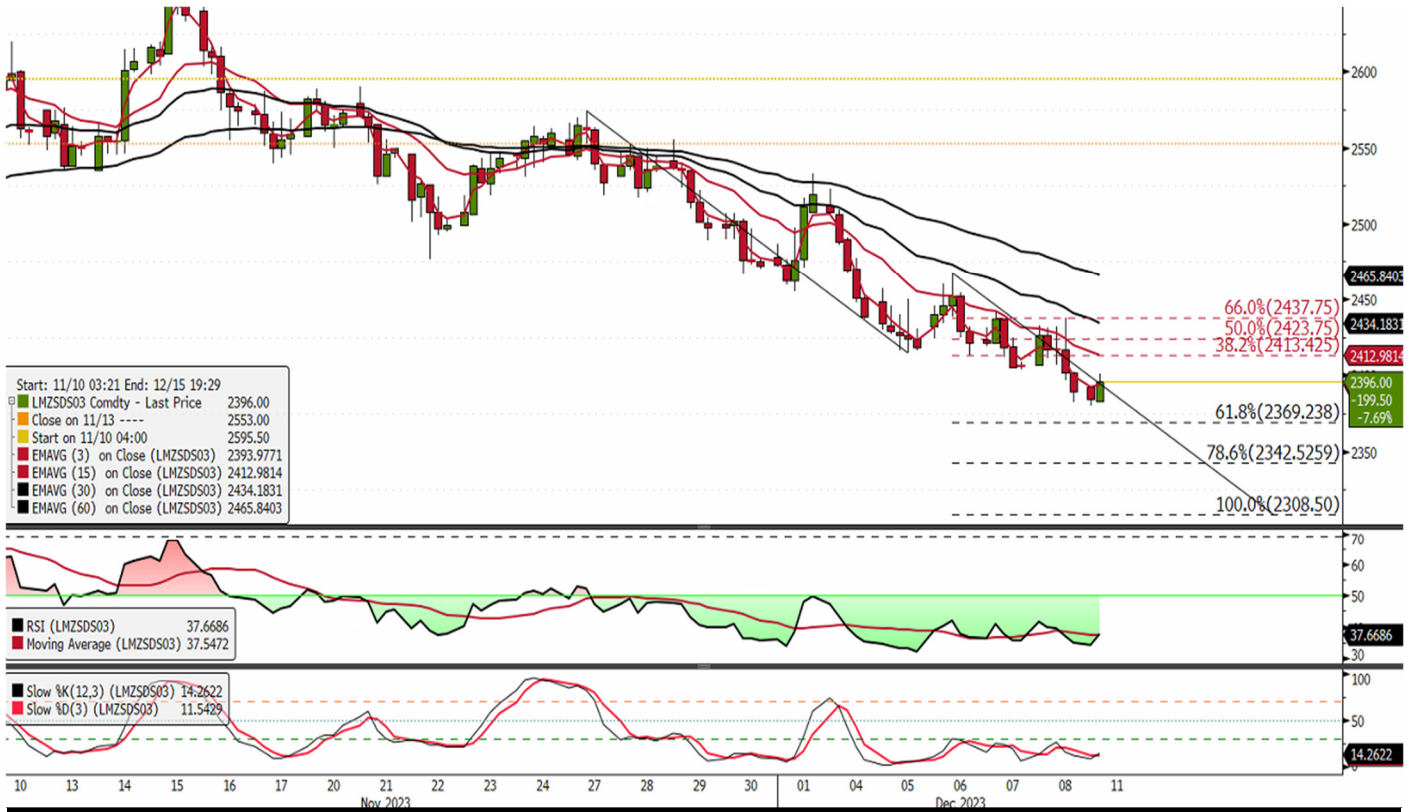 2600
2550
2500
2465.8403
2450
66.0%(2437.75)
2434.1831
50.0%(2423.75)
38.2%(2413.425)
2412.9814
2396.00
-199.50
-7.69%
61.8%(2369.238)
2350
78.6%(2342.5259)
100.0%(2308.50)
Start: 11/10 03:21 End: 12/15 19:29
LMZSDS03 Comdty - Last Price 2396.00
Close on 11/13 ---- 2553.00
Start on 11/10 04:00 2595.50
EMAVG (3) on Close (LMZSDS03) 2393.9771
EMAVG (15) on Close (LMZSDS03) 2412.9814
EMAVG (30) on Close (LMZSDS03) 2434.1831
EMAVG (60) on Close (LMZSDS03) 2465.8403
70
60
50
37.6686
30
RSI (LMZSDS03) 37.6686
Moving Average (LMZSDS03) 37.5472
100
50
14.2622
0
Slow %K(12,3) (LMZSDS03) 14.2622
Slow %D(3) (LMZSDS03) 11.5429
10 13 14 15 16 17 20 21 22 23 24 27 28 29 30 01 04 05 06 07 08 11
Nov 2023 Dec 2023